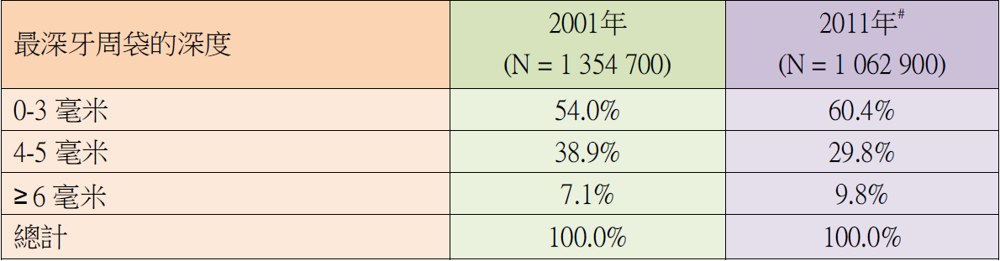 最深牙周袋的深度 2001年 (N = 1 354 700) 2011年# (N = 1 062 900)
0-3 毫米 54.0% 60.4%
4-5 毫米 38.9% 29.8%
≥ 6 毫米 7.1% 9.8%
總計 100.0% 100.0%